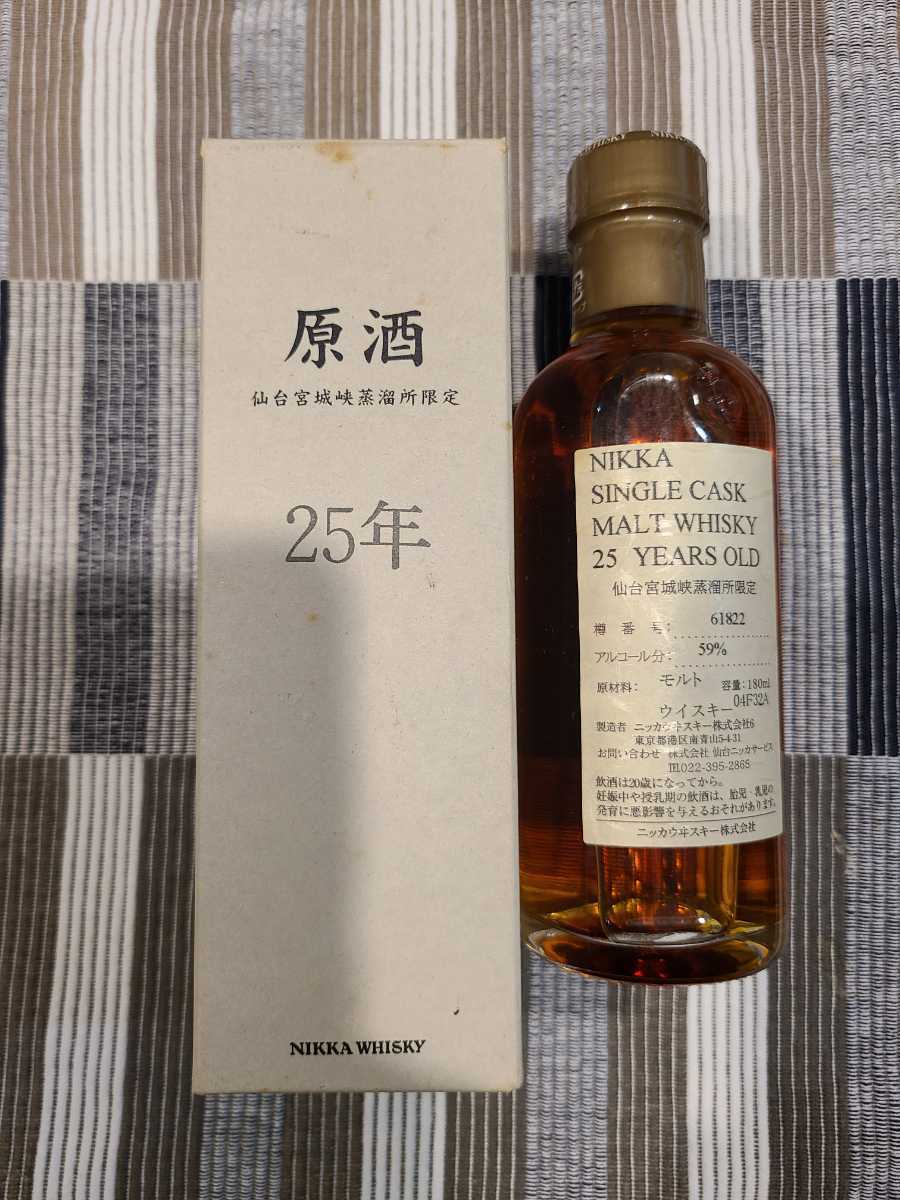 原酒
仙台宮城峡蒸溜所限定
25年
NIKKA WHISKY
WHISKY NIKKA
NIKKA
SINGLE CASK
MALT WHISKY
25 YEARS OLD
仙台宮城峡蒸溜所限定
樽番号: 61822
アルコール分: 59%
原材料: モルト 容量:180ml
ウイスキー 04F32A
製造者 ニッカウヰスキー株式会社6
東京都港区南青山5-4-31
お問い合わせ 株式会社 仙台ニッカサービス
TEL022-395-2865
飲酒は20歳になってから。
妊娠中や授乳期の飲酒は、胎児・乳児の
発育に悪影響を与えるおそれがあります。
ニッカウヰスキー株式会社